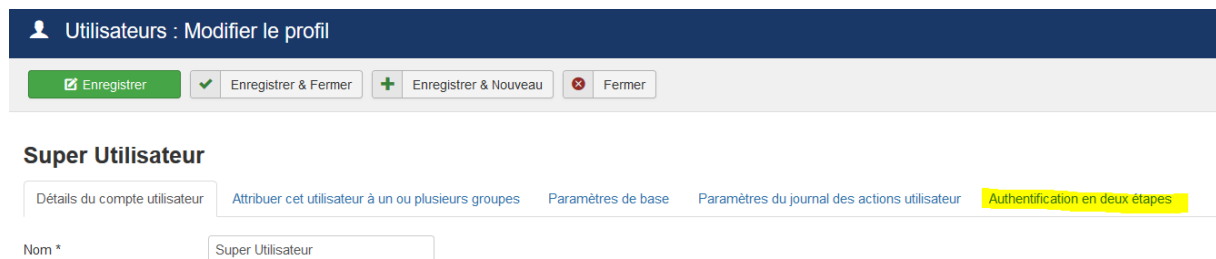 Utilisateurs : Modifier le profil
Enregistrer Enregistrer & Fermer Enregistrer & Nouveau Fermer
Super Utilisateur
Détails du compte utilisateur Attribuer cet utilisateur à un ou plusieurs groupes Paramètres de base Paramètres du journal des actions utilisateur Authentification en deux étapes
Nom * Super Utilisateur